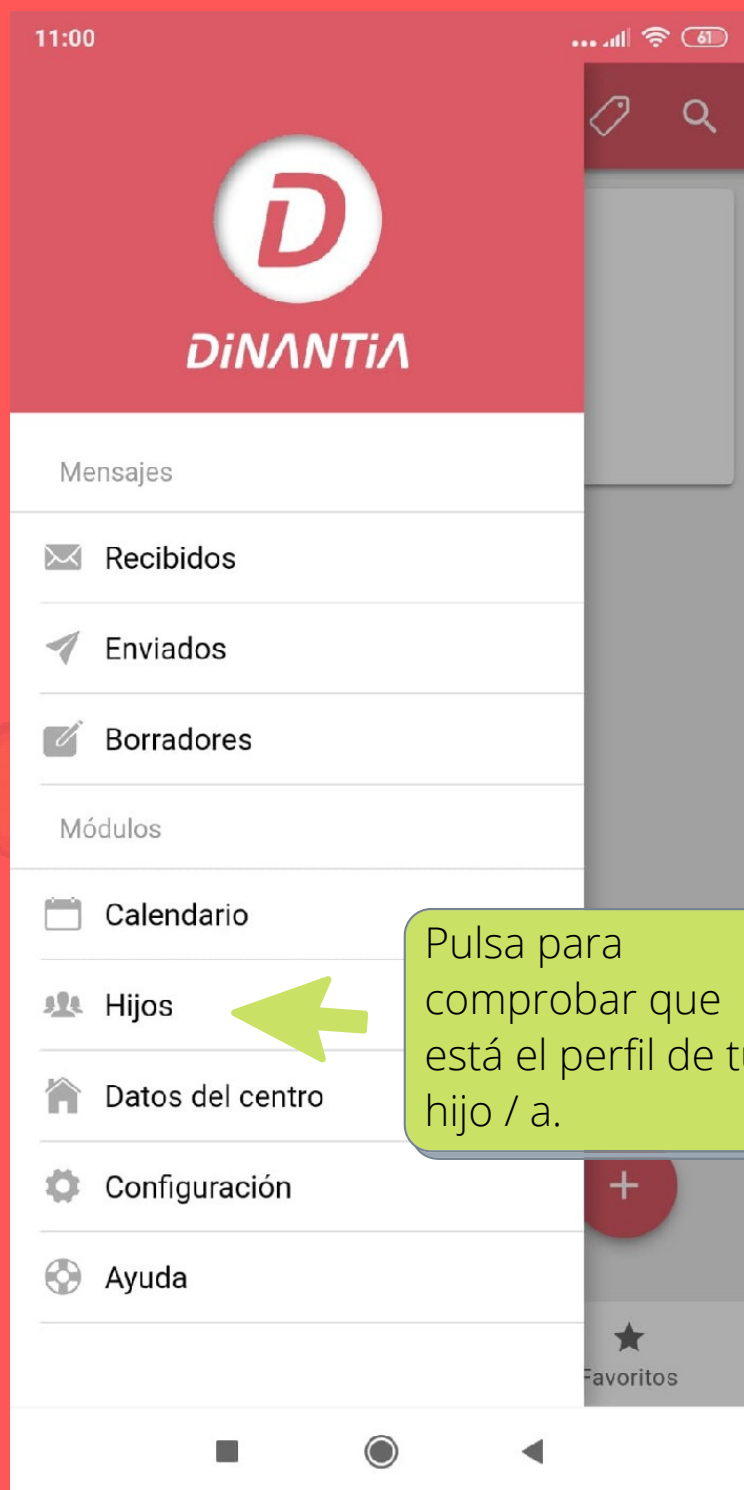 11:00
61
D
DiNANTiA
Mensajes
Recibidos
Enviados
Borradores
Módulos
Calendario
Hijos
Pulsa para
comprobar que
está el perfil de tu
hijo / a.
Datos del centro
Configuración
Ayuda
Favoritos